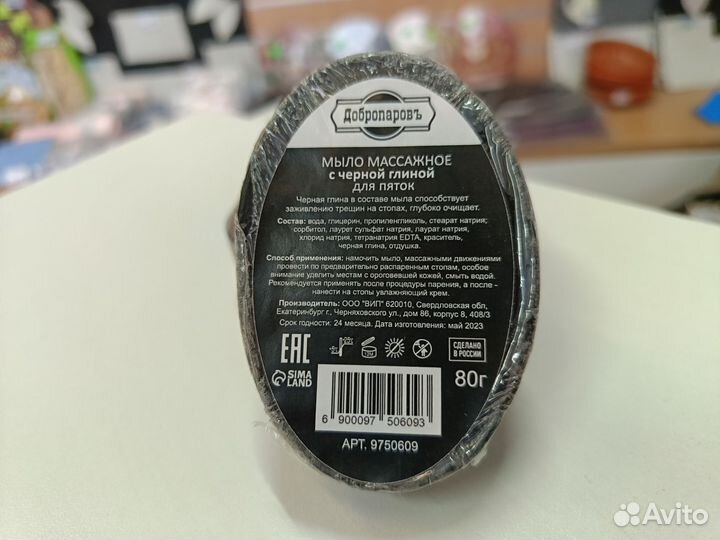 ДобропаровЪ
МЫЛО МАССАЖНОЕ
С ЧЕРНОЙ ГЛИНОЙ
ДЛЯ ПЯТОК
Черная глина в составе мыла способствует
заживлению трещин на стопах, глубоко очищает.
Состав: вода, глицерин, пропиленгликоль, стеарат натрия;
сорбитол, лаурет сульфат натрия, лаурат натрия,
хлорид натрия, тетранатрия EDTA, краситель,
черная глина, отдушка.
Способ применения: намочить мыло, массажными движениями
провести по предварительно распаренным стопам, особое
внимание уделить местам с ороговевшей кожей, смыть водой.
Рекомендуется применять после процедуры парения, а после -
нанести на стопы увлажняющий крем.
Производитель: ООО "ВИП" 620010, Свердловская обл,
Екатеринбург г., Черняховского ул., дом 86, корпус 8, 408/3
Срок годности: 24 месяца. Дата изготовления: май 2023
EAC
12M
СДЕЛАНО
В РОССИИ
SIMA
LAND
80г
6 900097 506093
АРТ. 9750609
Avito